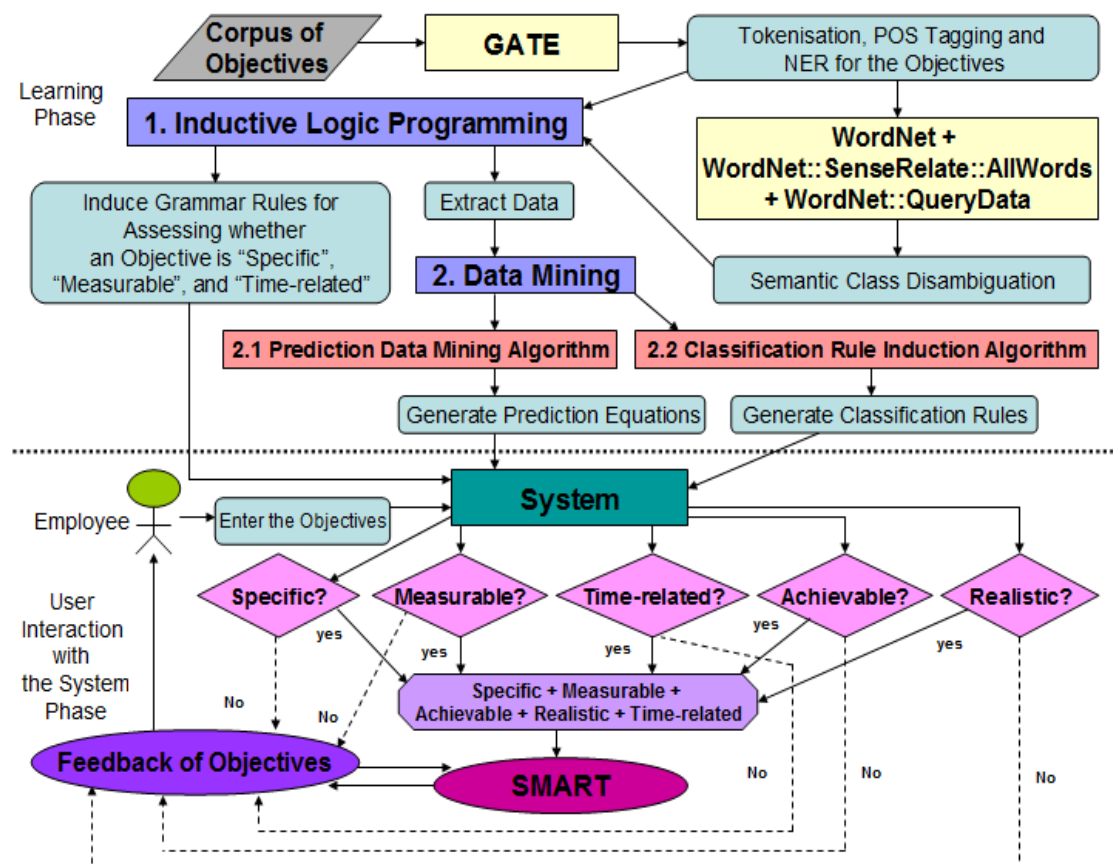 Corpus of
Objectives
GATE
Tokenisation, POS Tagging and
NER for the Objectives
Learning
Phase
1. Inductive Logic Programming
WordNet +
WordNet::SenseRelate::AllWords
+ WordNet::QueryData
Induce Grammar Rules for
Assessing whether
an Objective is “Specific”,
“Measurable”, and “Time-related”
Extract Data
2. Data Mining
Semantic Class Disambiguation
2.1 Prediction Data Mining Algorithm
2.2 Classification Rule Induction Algorithm
Generate Prediction Equations
Generate Classification Rules
System
Employee
Enter the Objectives
Specific?
Measurable?
Time-related?
Achievable?
Realistic?
User
Interaction
with
the System
Phase
yes
yes
yes
yes
yes
Specific + Measurable +
Achievable + Realistic + Time-related
No
No
No
No
No
Feedback of Objectives
SMART